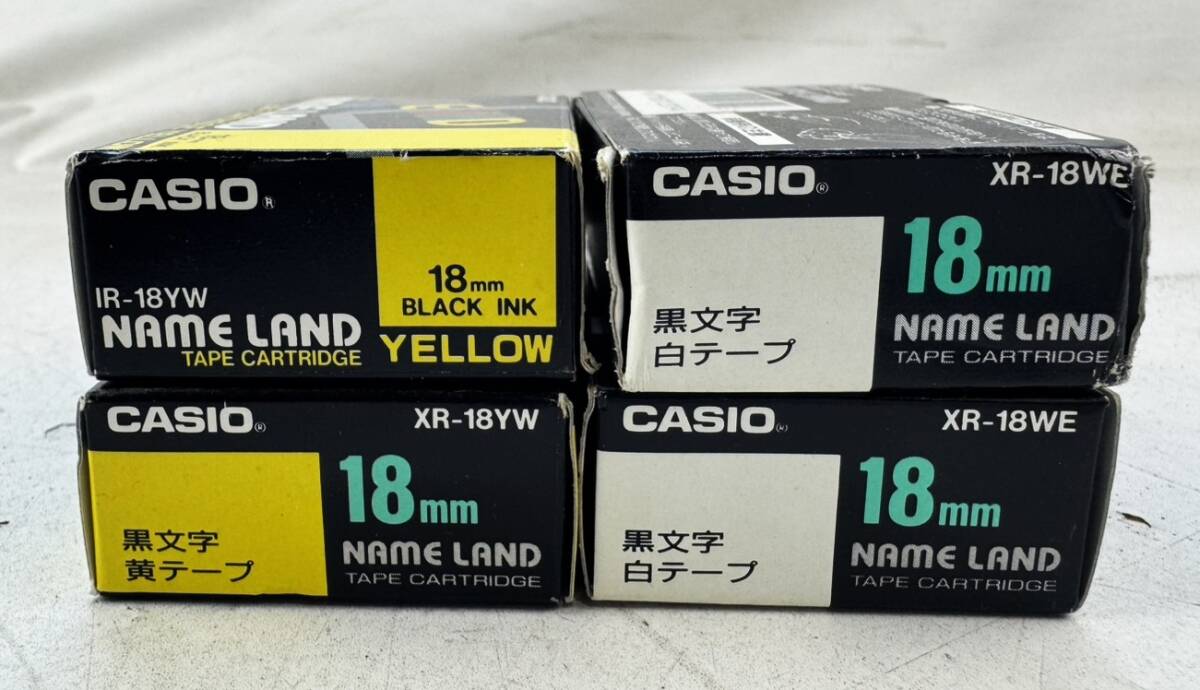 CASIO®
IR-18YW
NAME LAND
TAPE CARTRIDGE
18mm
BLACK INK
YELLOW
CASIO®
XR-18WE
18mm
黒文字
白テープ
NAME LAND
TAPE CARTRIDGE
CASIO®
XR-18YW
18mm
黒文字
黄テープ
NAME LAND
TAPE CARTRIDGE
CASIO®
XR-18WE
18mm
黒文字
白テープ
NAME LAND
TAPE CARTRIDGE